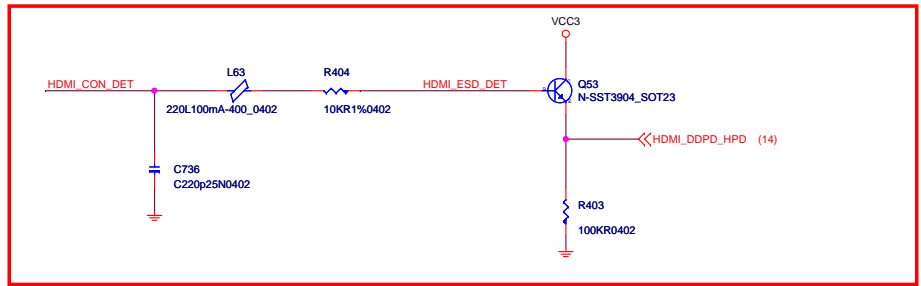 VCC3
HDMI_CON_DET
L63
R404
HDMI_ESD_DET
Q53
N-SST3904_SOT23
220L100mA-400_0402
10KR1%0402
HDMI_DDPD_HPD (14)
C736
C220p25N0402
R403
100KR0402